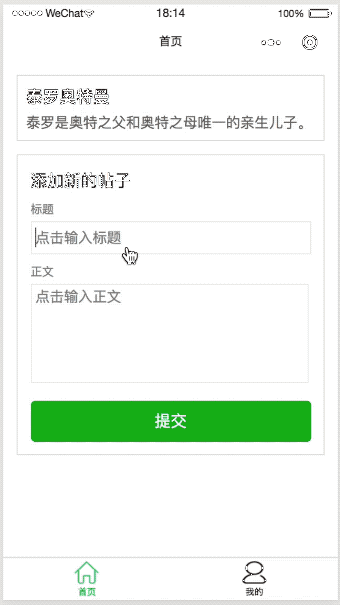 WeChat 18:14 100%
首页
泰罗奥特曼
泰罗是奥特之父和奥特之母唯一的亲生儿子。
添加新的帖子
标题
点击输入标题
正文
点击输入正文
提交
首页 我的